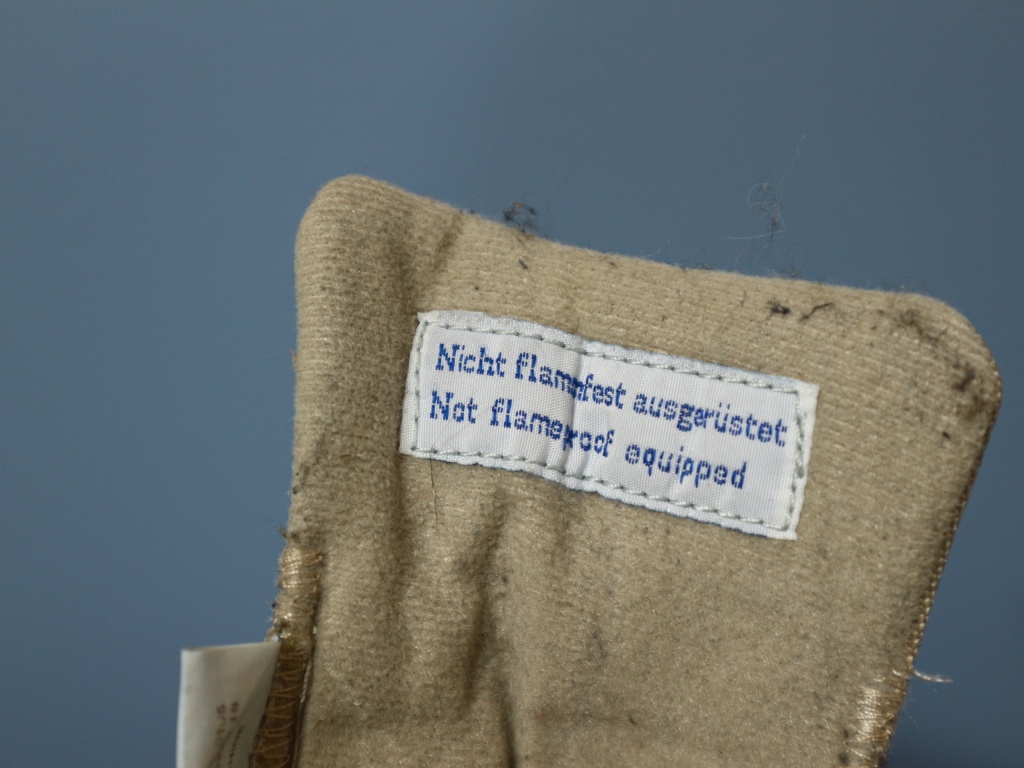 Nicht flammfest ausgerüstet
Not flameproof equipped